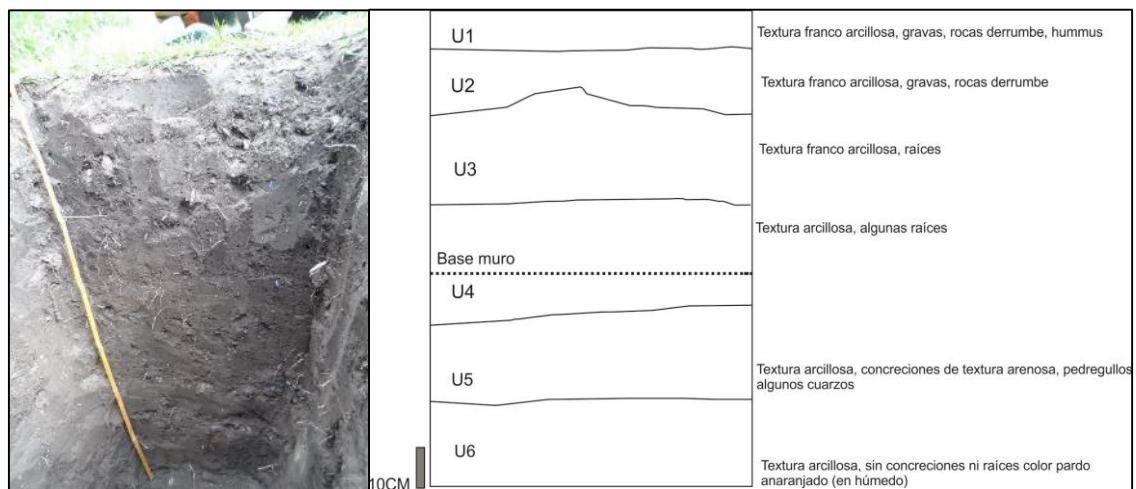 U1
Textura franco arcillosa, gravas, rocas derrumbe, hummus
U2
Textura franco arcillosa, gravas, rocas derrumbe
Textura franco arcillosa, raíces
U3
Textura arcillosa, algunas raíces
Base muro
U4
Textura arcillosa, concreciones de textura arenosa, pedregullos
algunos cuarzos
U5
U6
Textura arcillosa, sin concreciones ni raíces color pardo
anaranjado (en húmedo)
10CM